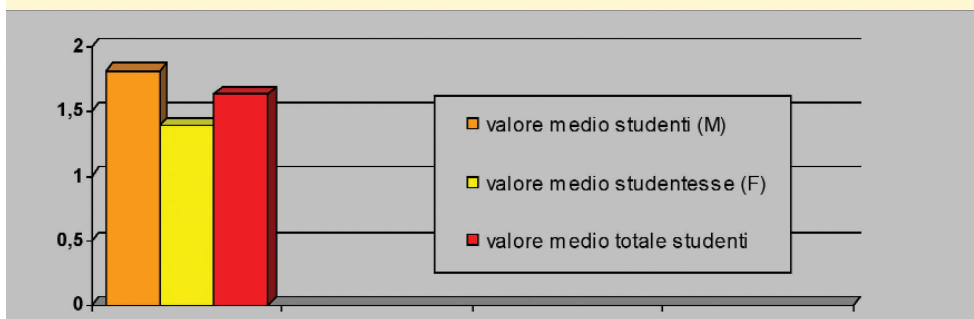 2
1,5
1
0,5
0
valore medio studenti (M)
valore medio studentesse (F)
valore medio totale studenti